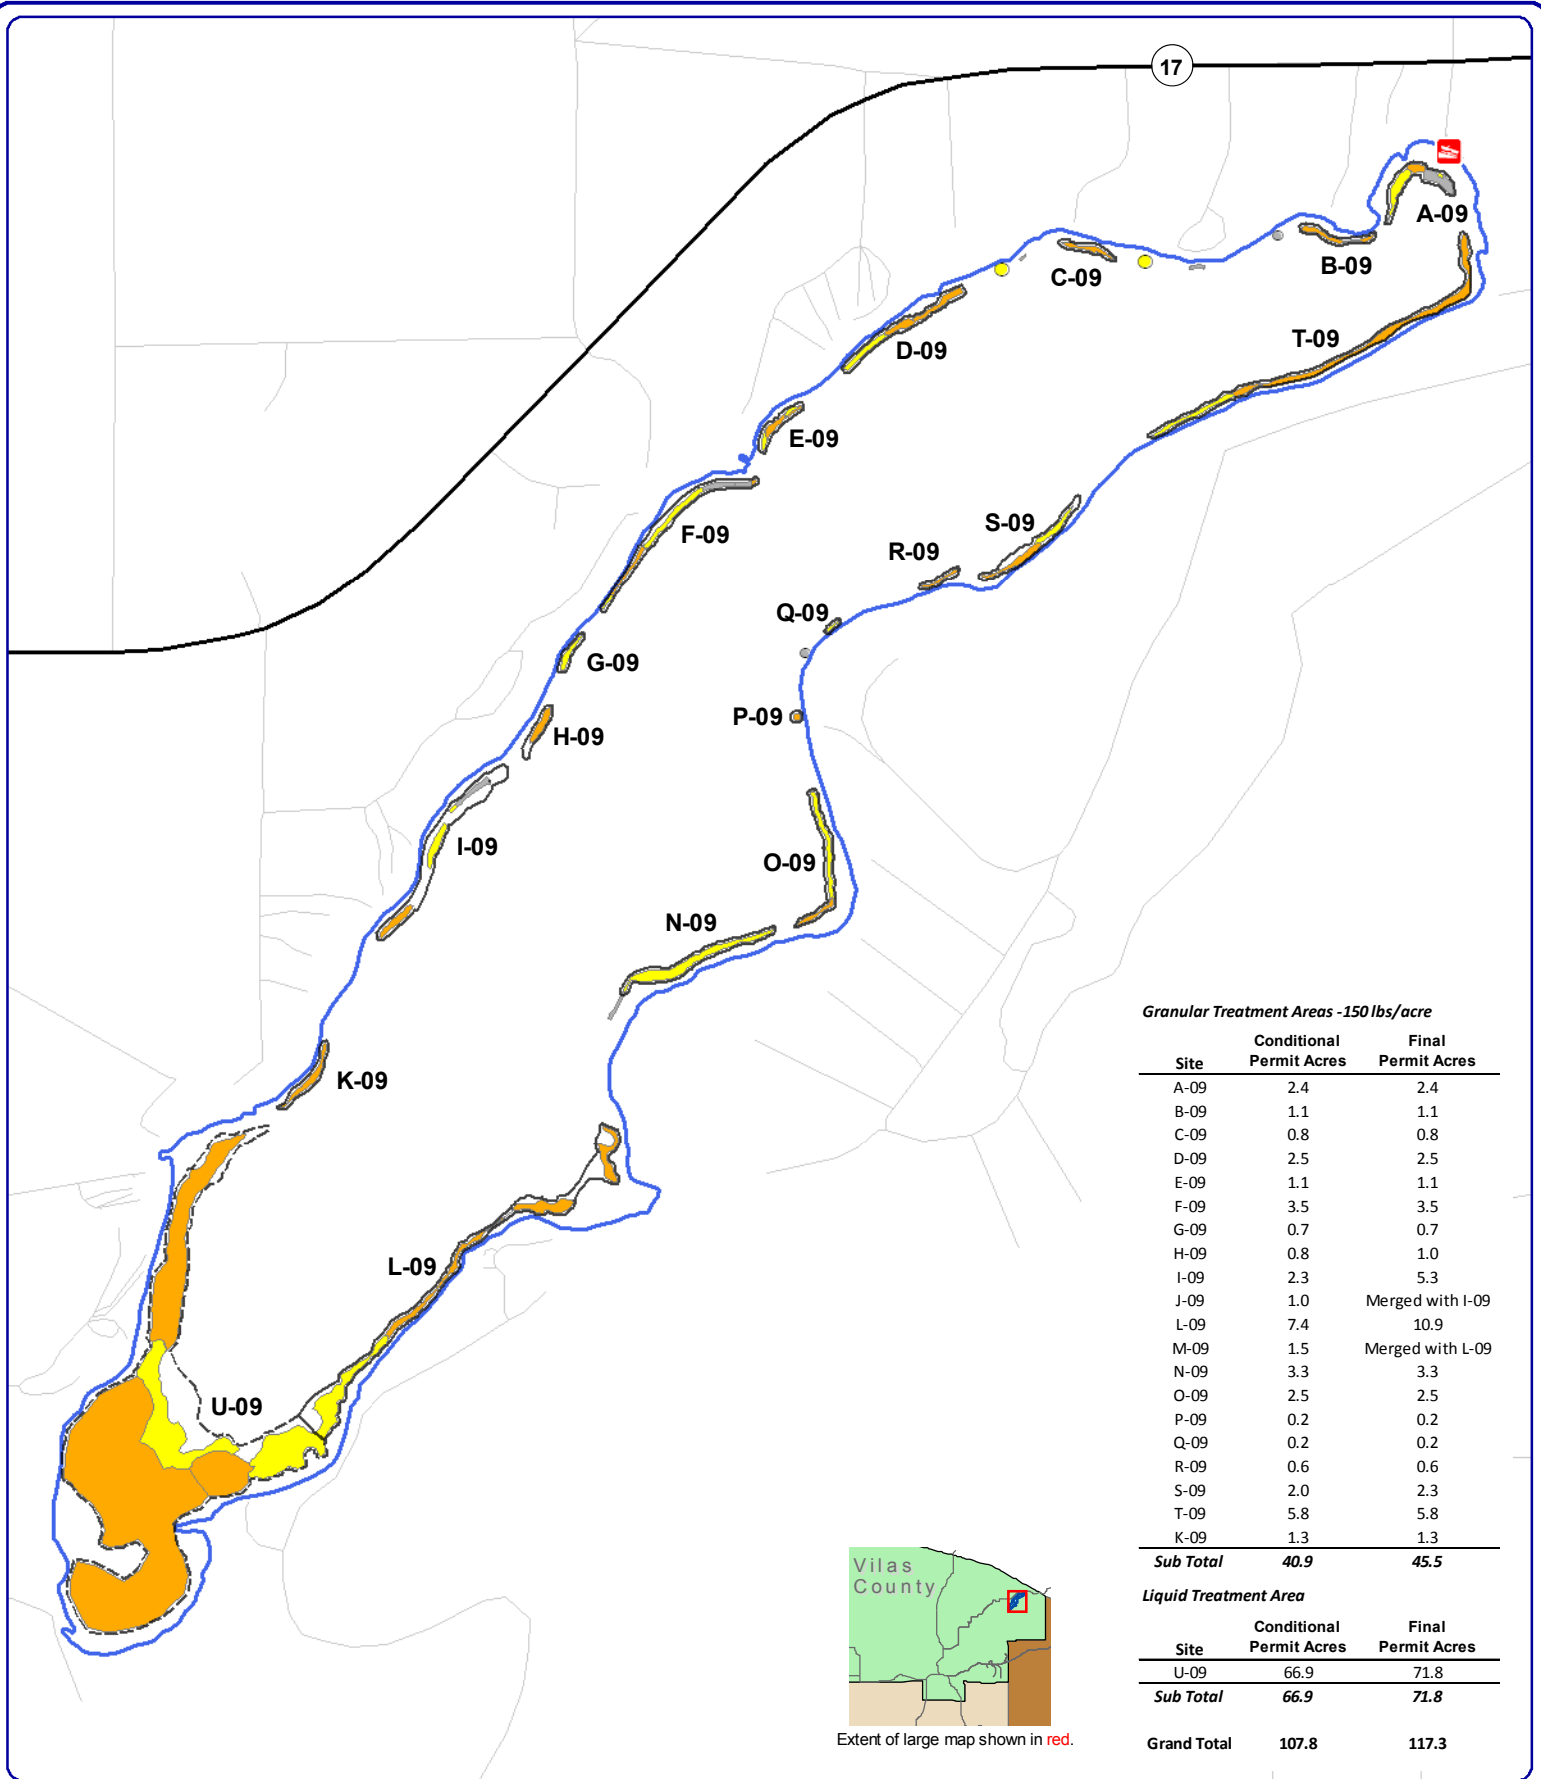 17
A-09
B-09
C-09
T-09
D-09
E-09
S-09
F-09
R-09
Q-09
G-09
P-09
H-09
I-09
O-09
N-09
K-09
L-09
U-09
Granular Treatment Areas -150 lbs/acre
Site Conditional Permit Acres Final Permit Acres
A-09 2.4 2.4
B-09 1.1 1.1
C-09 0.8 0.8
D-09 2.5 2.5
E-09 1.1 1.1
F-09 3.5 3.5
G-09 0.7 0.7
H-09 0.8 1.0
I-09 2.3 5.3
J-09 1.0 Merged with I-09
L-09 7.4 10.9
M-09 1.5 Merged with L-09
N-09 3.3 3.3
O-09 2.5 2.5
P-09 0.2 0.2
Q-09 0.2 0.2
R-09 0.6 0.6
S-09 2.0 2.3
T-09 5.8 5.8
K-09 1.3 1.3
Sub Total 40.9 45.5
Liquid Treatment Area
Site Conditional Permit Acres Final Permit Acres
U-09 66.9 71.8
Sub Total 66.9 71.8
Grand Total 107.8 117.3
Vilas
County
Extent of large map shown in red.